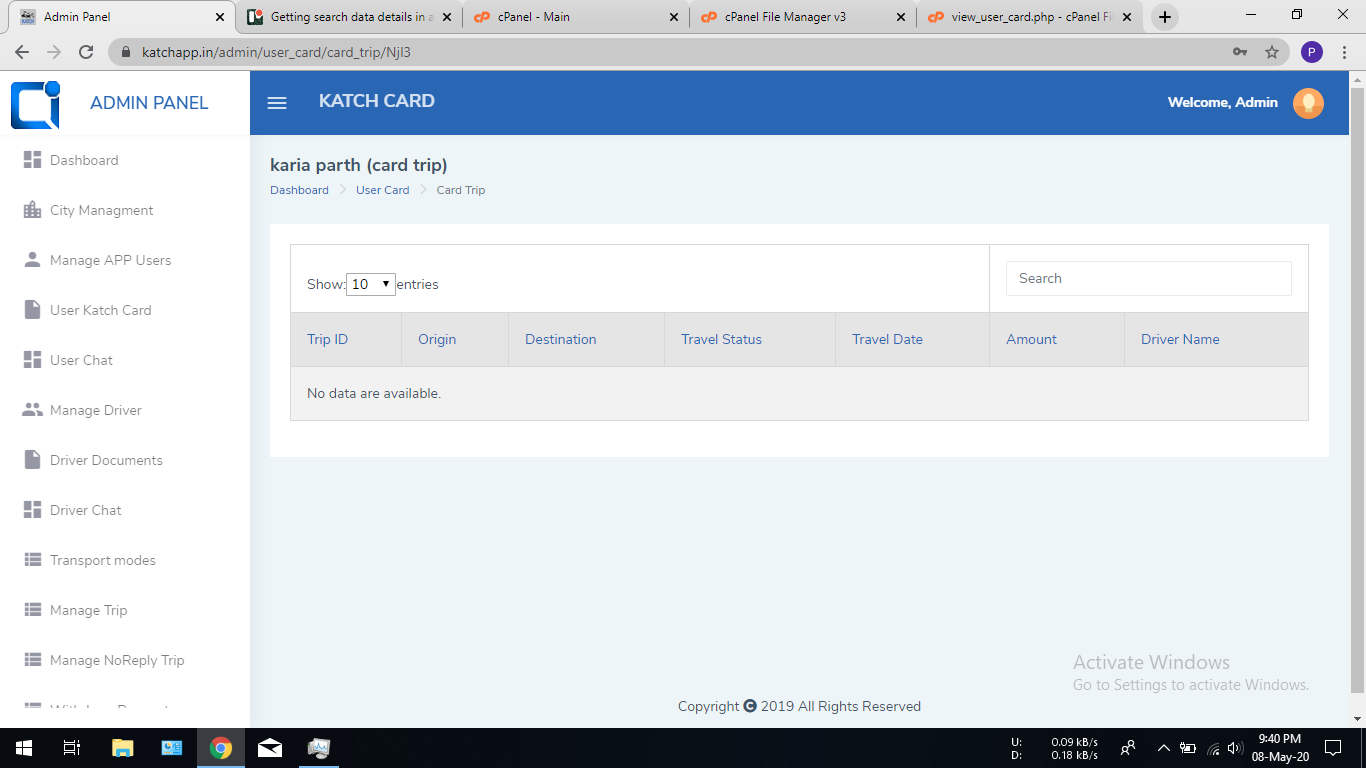 Admin Panel
Getting search data details in a
cPanel - Main
cPanel File Manager v3
view_user_card.php - cPanel Fi
katchapp.in/admin/user_card/card_trip/NjI3
P
ADMIN PANEL
KATCH CARD
Welcome, Admin
Dashboard
City Managment
Manage APP Users
User Katch Card
User Chat
Manage Driver
Driver Documents
Driver Chat
Transport modes
Manage Trip
Manage NoReply Trip
karia parth (card trip)
Dashboard > User Card > Card Trip
Show: 10 entries
Search
Trip ID Origin Destination Travel Status Travel Date Amount Driver Name
No data are available.
Activate Windows
Go to Settings to activate Windows.
Copyright C 2019 All Rights Reserved
U: 0.09 kB/s
D: 0.18 kB/s
9:40 PM
08-May-20